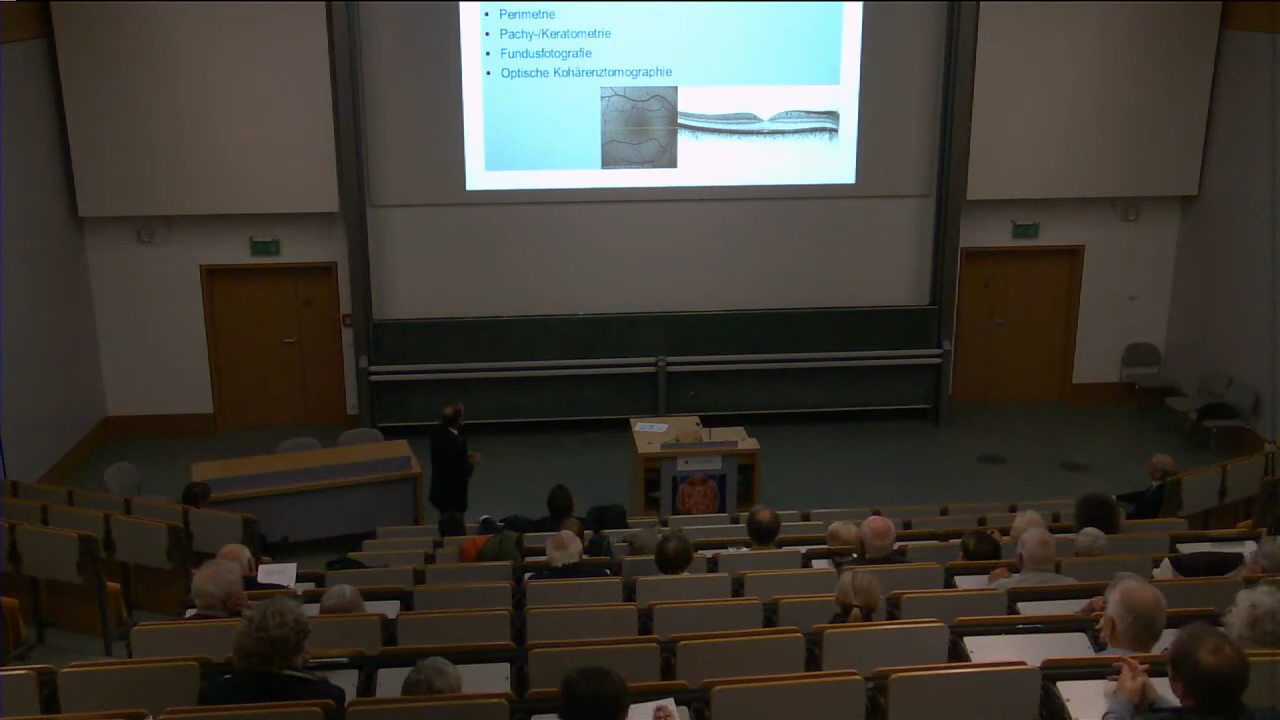 Perimetrie
Pachy-/Keratometrie
Fundusfotografie
Optische Kohärenztomographie